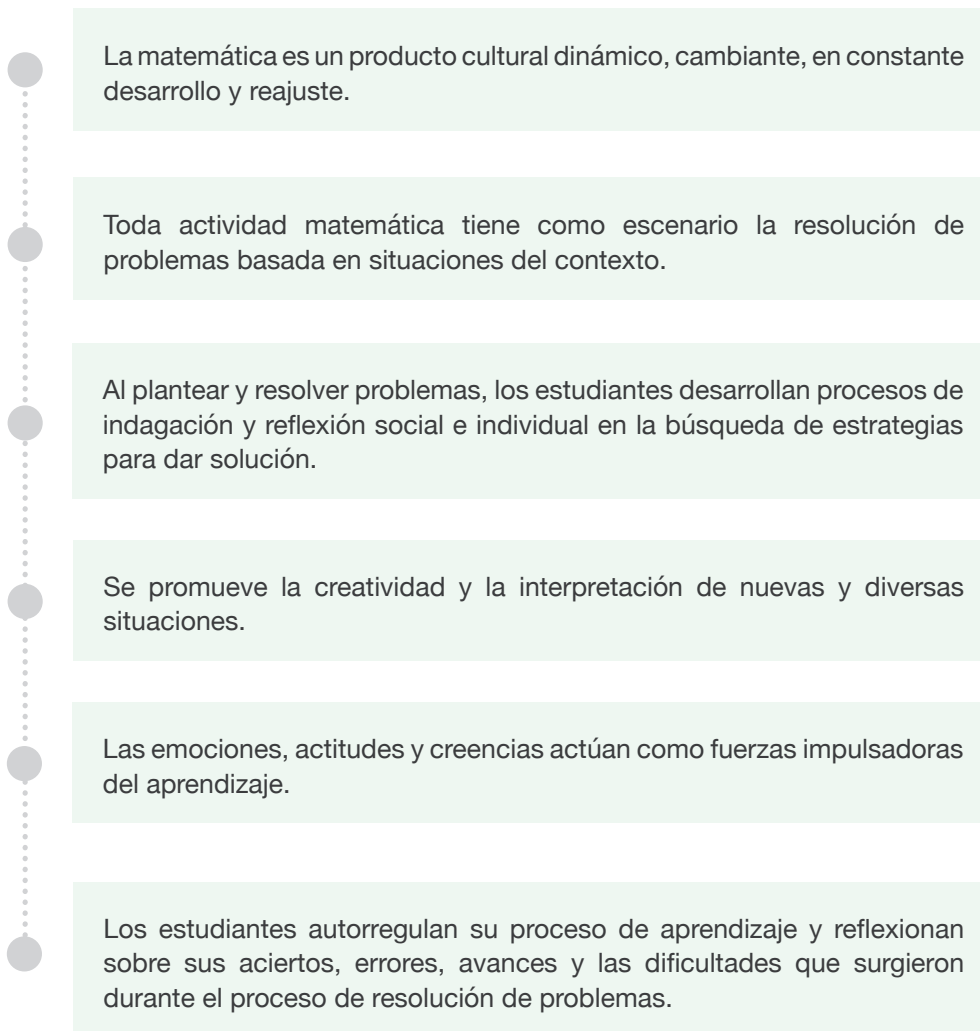 La matemática es un producto cultural dinámico, cambiante, en constante
desarrollo y reajuste.
Toda actividad matemática tiene como escenario la resolución de
problemas basada en situaciones del contexto.
Al plantear y resolver problemas, los estudiantes desarrollan procesos de
indagación y reflexión social e individual en la búsqueda de estrategias
para dar solución.
Se promueve la creatividad y la interpretación de nuevas y diversas
situaciones.
Las emociones, actitudes y creencias actúan como fuerzas impulsadoras
del aprendizaje.
Los estudiantes autorregulan su proceso de aprendizaje y reflexionan
sobre sus aciertos, errores, avances y las dificultades que surgieron
durante el proceso de resolución de problemas.